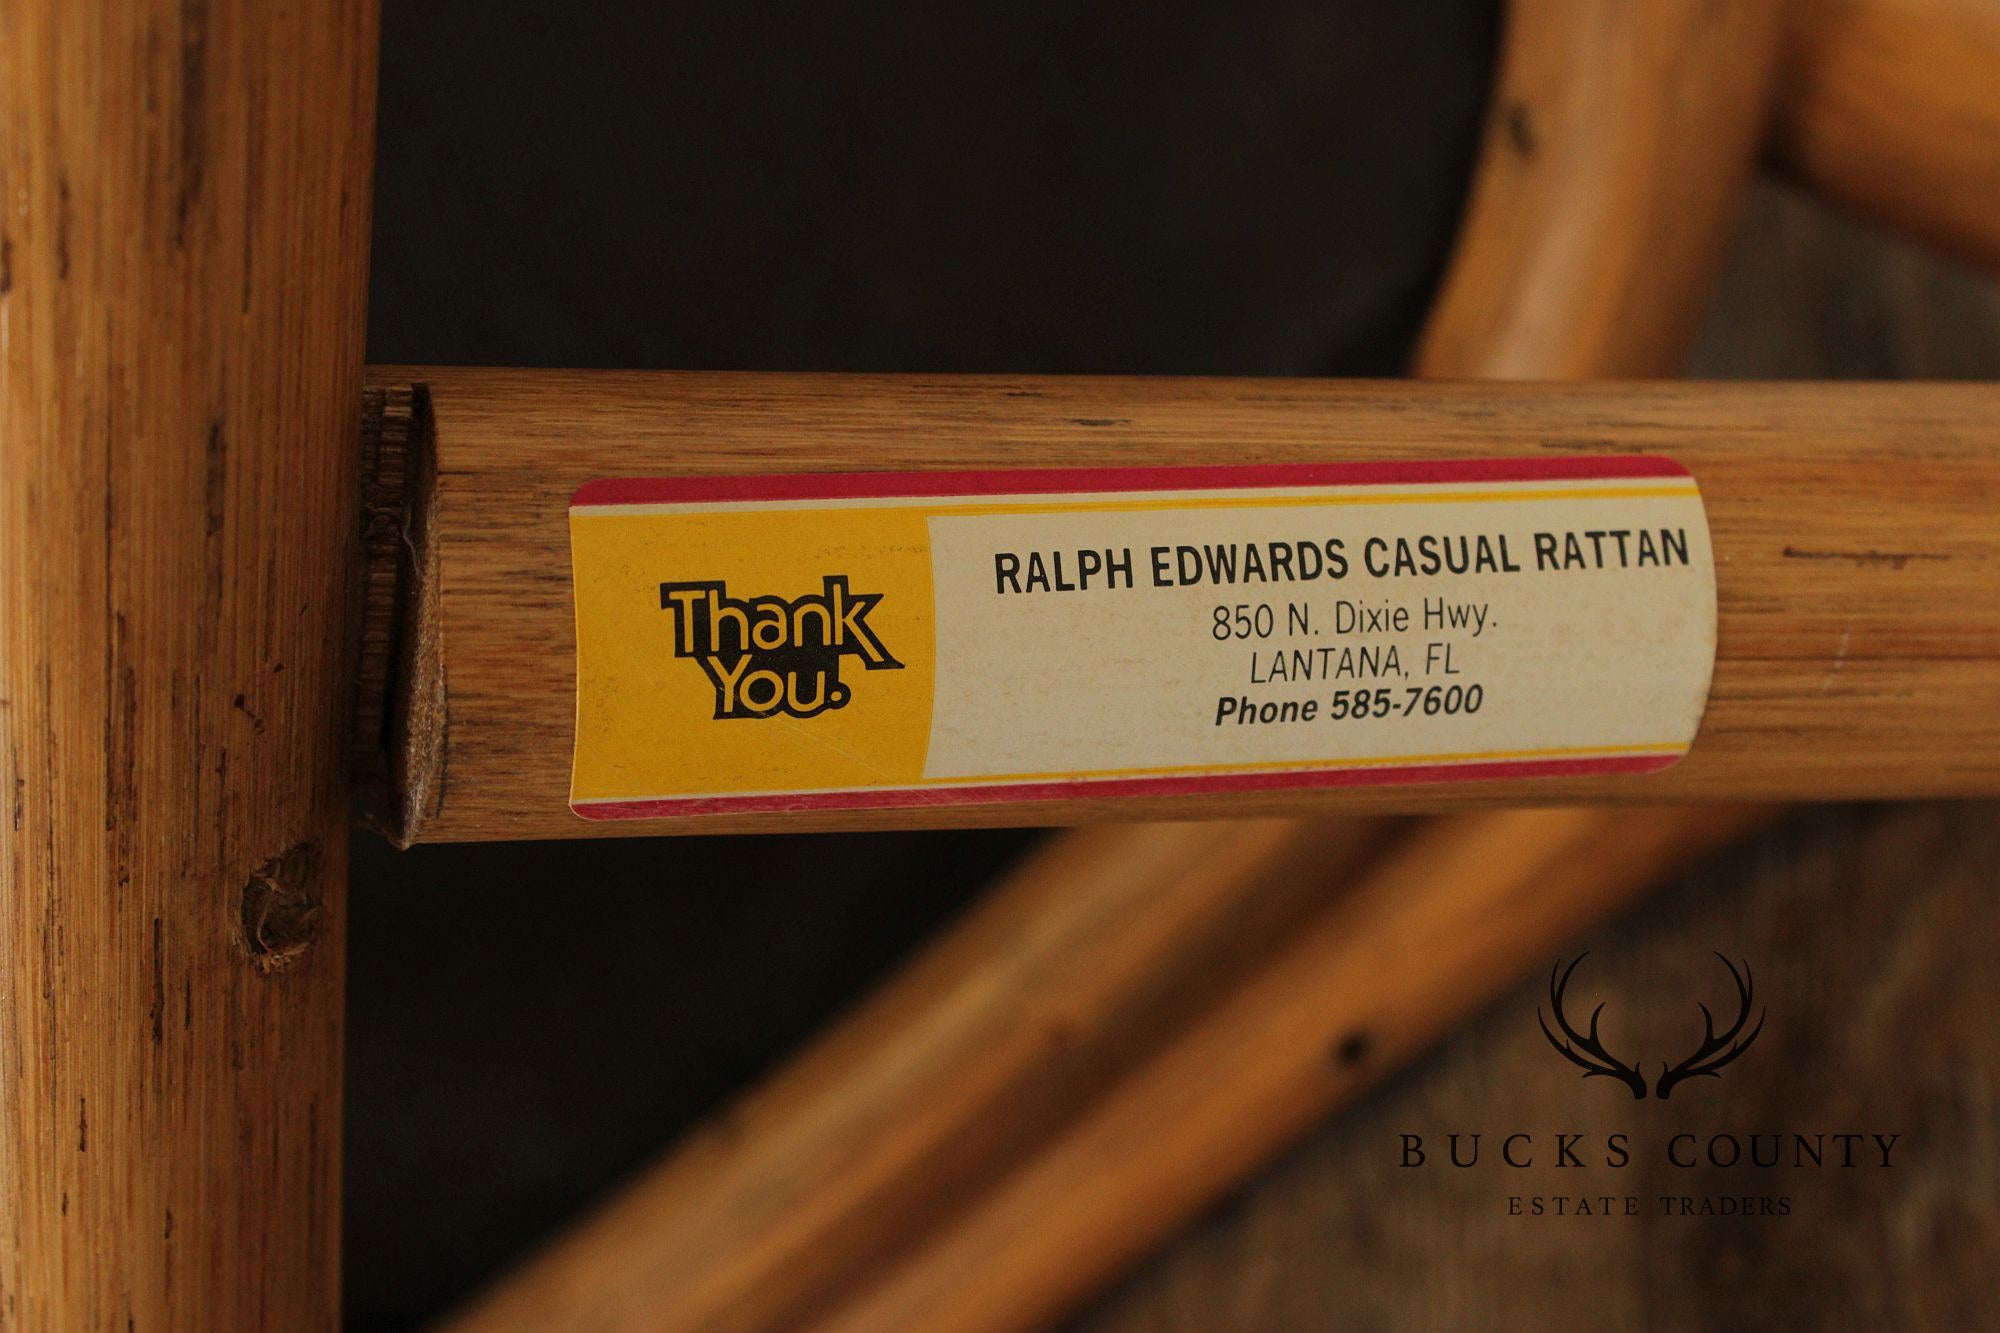 Thank
You.
RALPH EDWARDS CASUAL RATTAN
850 N. Dixie Hwy.
LANTANA, FL
Phone 585-7600
BUCKS COUNTY
ESTATE TRADERS